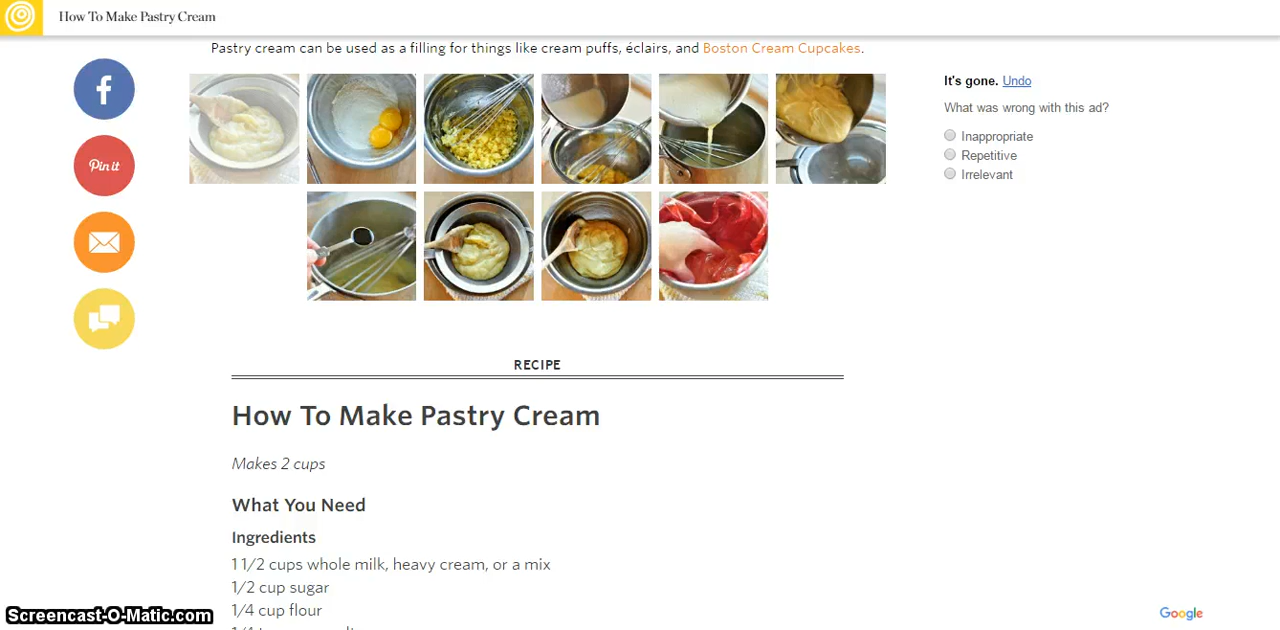 How To Make Pastry Cream
Pastry cream can be used as a filling for things like cream puffs, éclairs, and Boston Cream Cupcakes.
Pin it
It's gone. Undo
What was wrong with this ad?
Inappropriate
Repetitive
Irrelevant
RECIPE
How To Make Pastry Cream
Makes 2 cups
What You Need
Ingredients
1 1/2 cups whole milk, heavy cream, or a mix
1/2 cup sugar
1/4 cup flour
Screencast-O-Matic.com
Google